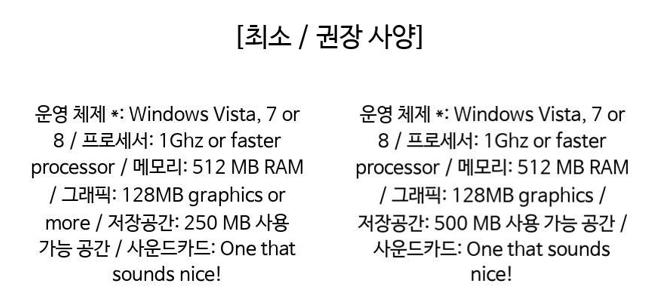 [최소 / 권장 사양]
운영 체제 *: Windows Vista, 7 or
8 / 프로세서: 1Ghz or faster
processor / 메모리: 512 MB RAM
/ 그래픽: 128MB graphics or
more / 저장공간: 250 MB 사용
가능 공간 / 사운드카드: One that
sounds nice!
운영 체제 *: Windows Vista, 7 or
8 / 프로세서: 1Ghz or faster
processor / 메모리: 512 MB RAM
/ 그래픽: 128MB graphics /
저장공간: 500 MB 사용 가능 공간 /
사운드카드: One that sounds
nice!